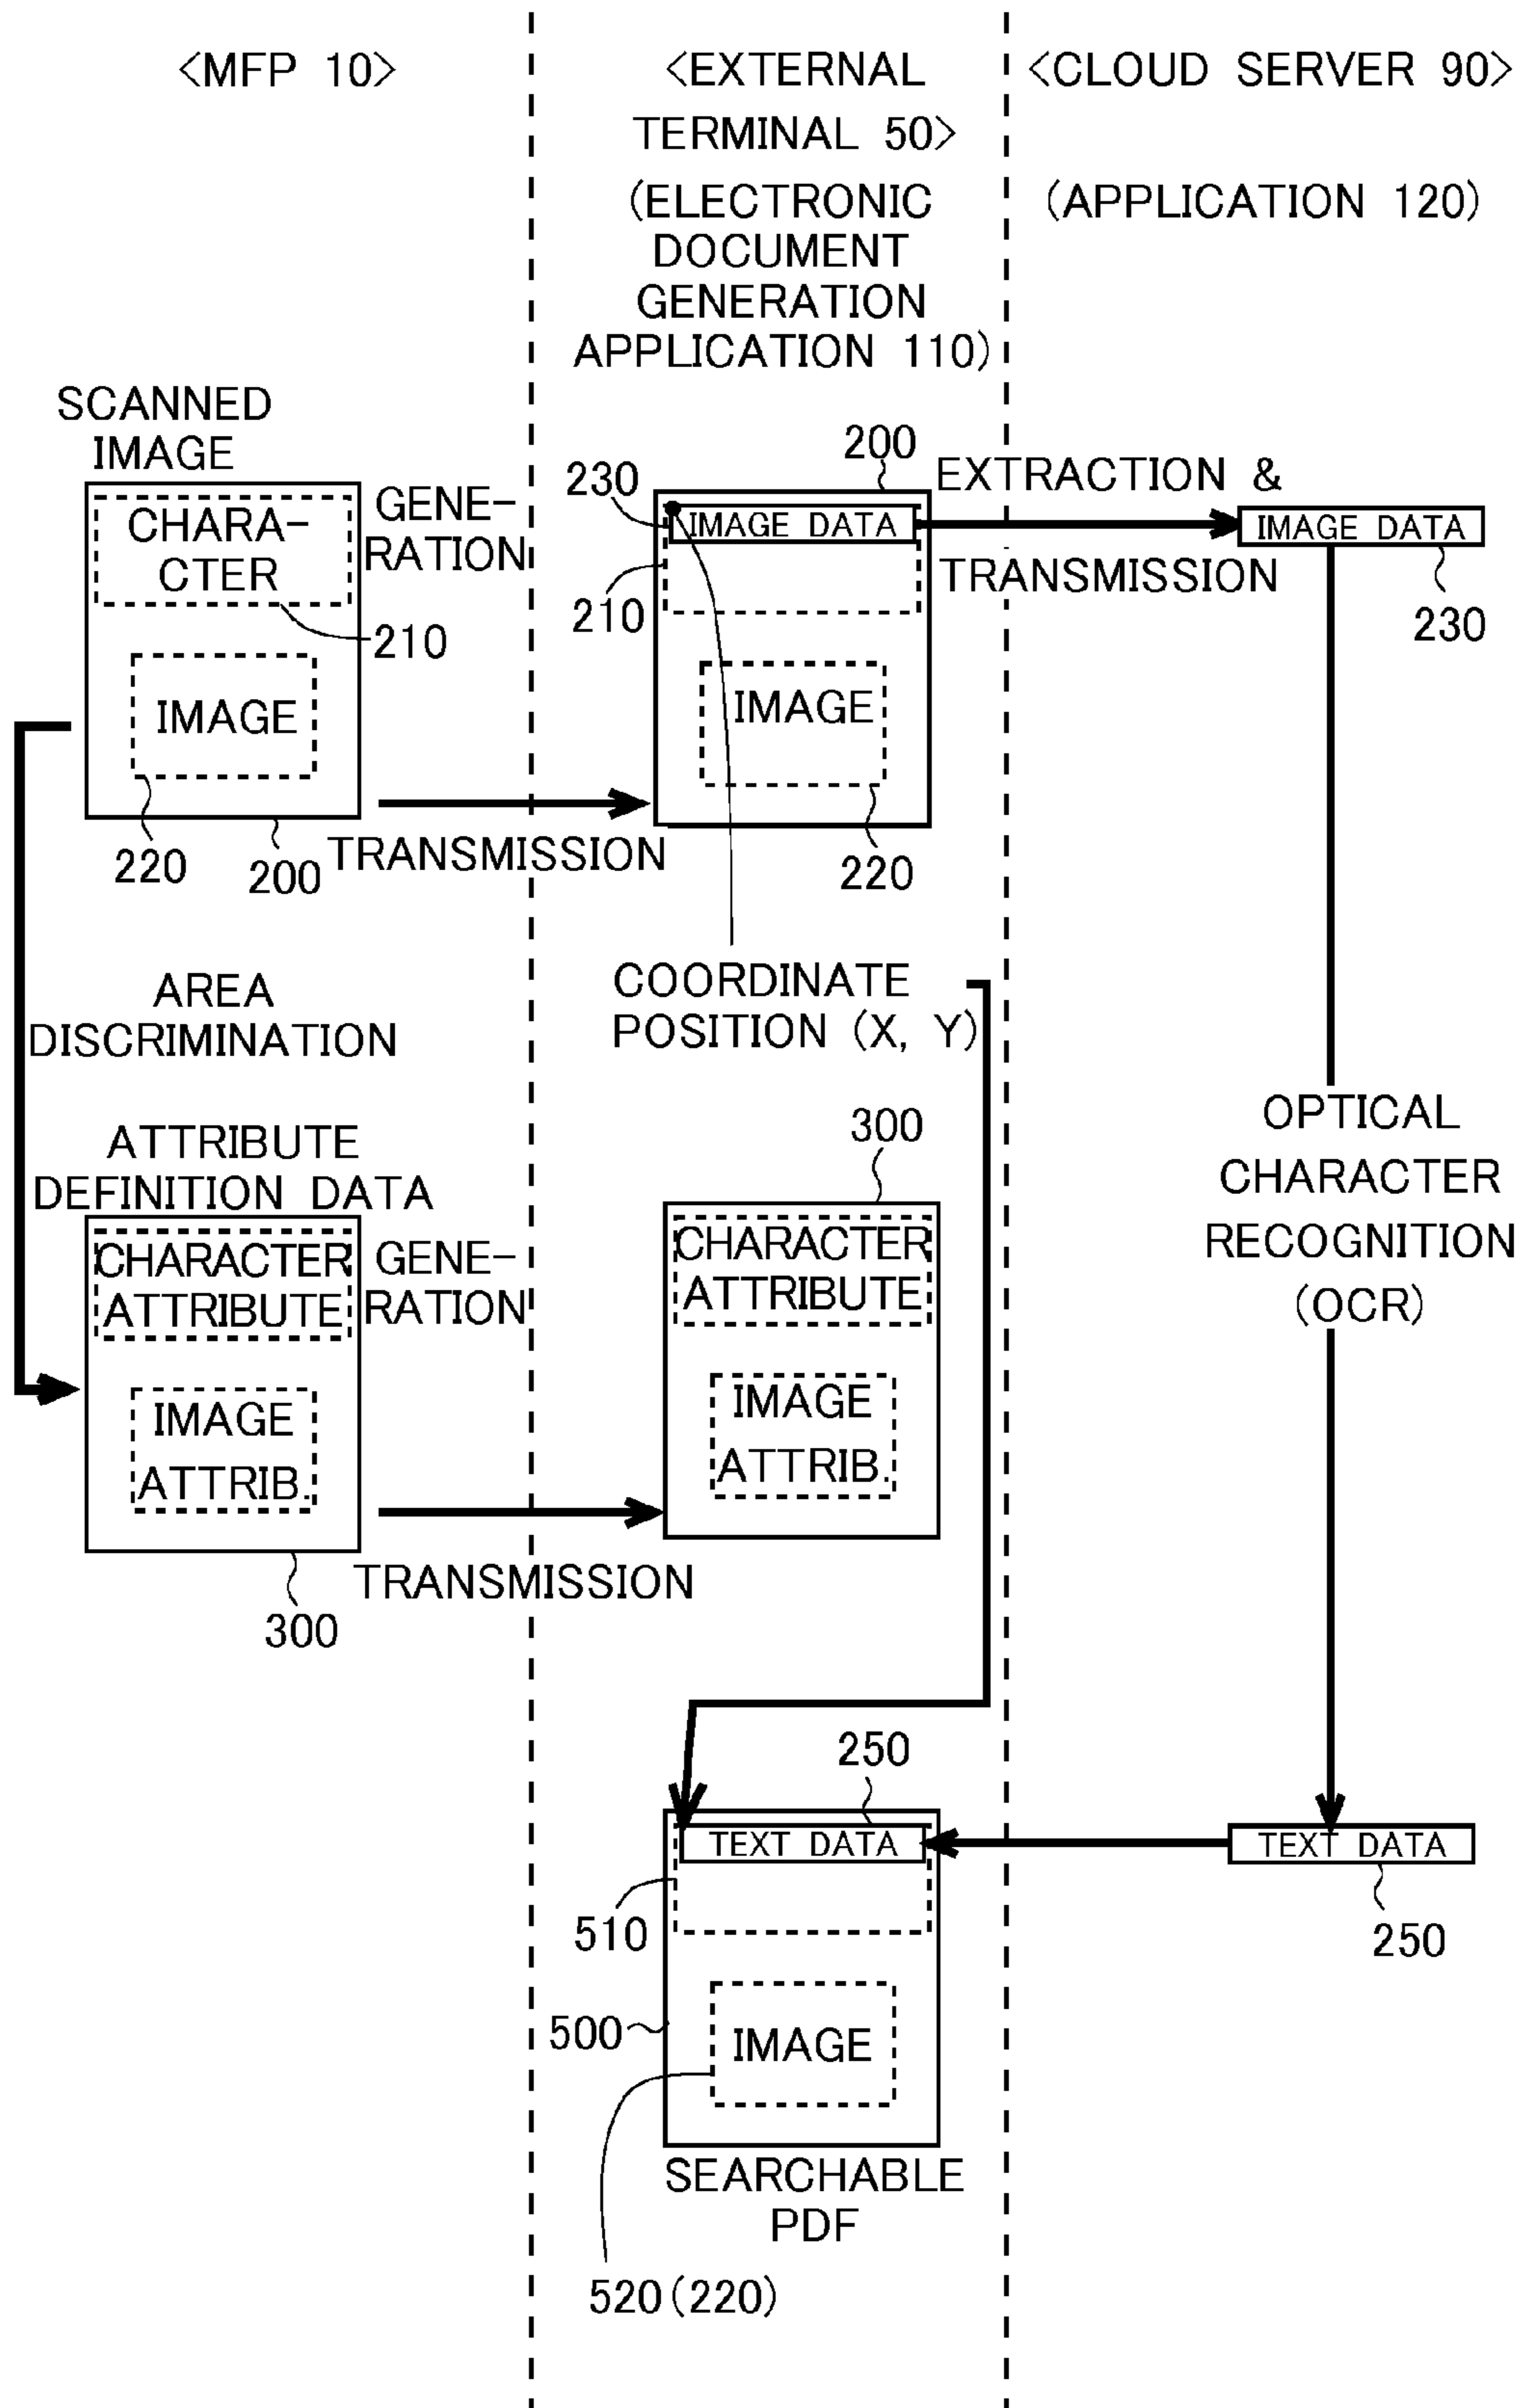 <MFP 10>
<EXTERNAL
TERMINAL 50>
(ELECTRONIC
DOCUMENT
GENERATION
APPLICATION 110)
<CLOUD SERVER 90>
(APPLICATION 120)
SCANNED
IMAGE
CHARA-
CTER
GENE-
RATION
210
IMAGE
220
200
TRANSMISSION
200
230
IMAGE DATA
210
IMAGE
220
EXTRACTION &
TRANSMISSION
IMAGE DATA
230
COORDINATE
POSITION (X, Y)
AREA
DISCRIMINATION
ATTRIBUTE
DEFINITION DATA
CHARACTER
ATTRIBUTE
GENE-
RATION
IMAGE
ATTRIB.
300
TRANSMISSION
300
CHARACTER
ATTRIBUTE
IMAGE
ATTRIB.
OPTICAL
CHARACTER
RECOGNITION
(OCR)
250
TEXT DATA
510
500
IMAGE
SEARCHABLE
PDF
520(220)
TEXT DATA
250